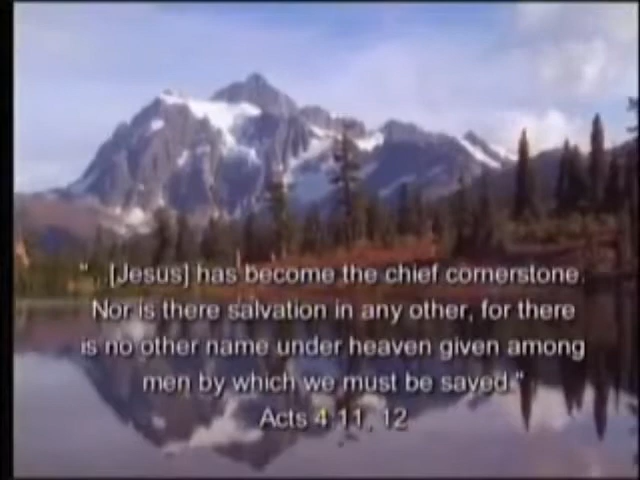 "...[Jesus] has become the chief cornerstone.
Nor is there salvation in any other, for there
is no other name under heaven given among
men by which we must be saved."
Acts 4:11, 12